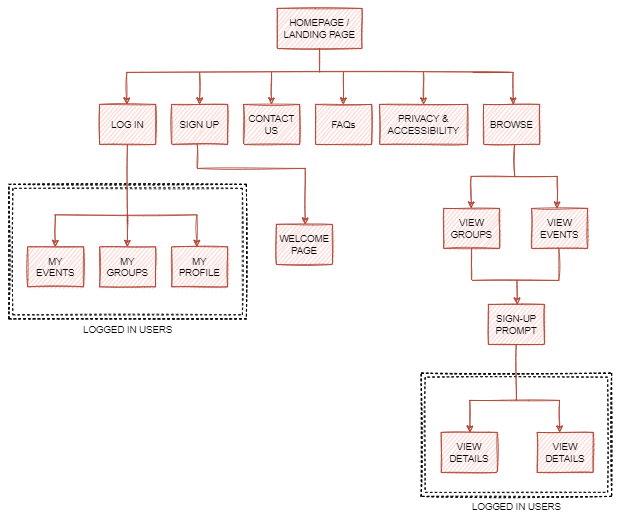 HOMEPAGE /
LANDING PAGE
LOG IN
SIGN UP
CONTACT
US
FAQs
PRIVACY &
ACCESSIBILITY
BROWSE
VIEW
GROUPS
VIEW
EVENTS
WELCOME
PAGE
MY
EVENTS
MY
GROUPS
MY
PROFILE
LOGGED IN USERS
SIGN-UP
PROMPT
VIEW
DETAILS
VIEW
DETAILS
LOGGED IN USERS